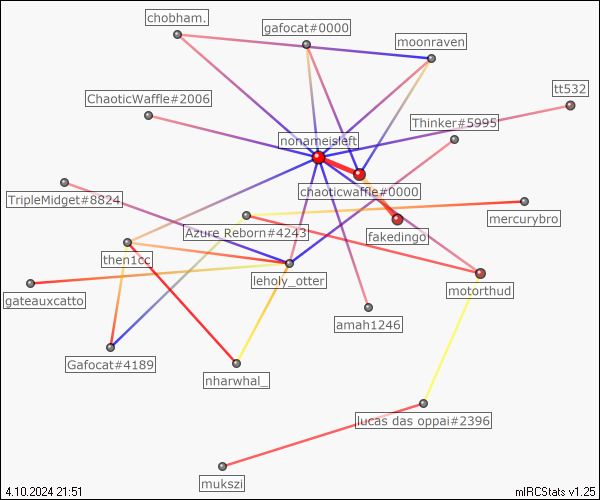 chobham.
gafocat#0000
moonraven
ChaoticWaffle#2006
tt532
Thinker#5995
nonameisleft
chaoticwaffle#0000
TripleMidget#8824
mercurybro
Azure_Reborn#4243
fakedingo
then1cc
leholy_otter
motorthud
gateauxcatto
amah1246
Gafocat#4189
nharwhal_
lucas das oppai#2396
mukszi
4.10.2024 21:51
mIRCStats v1.25